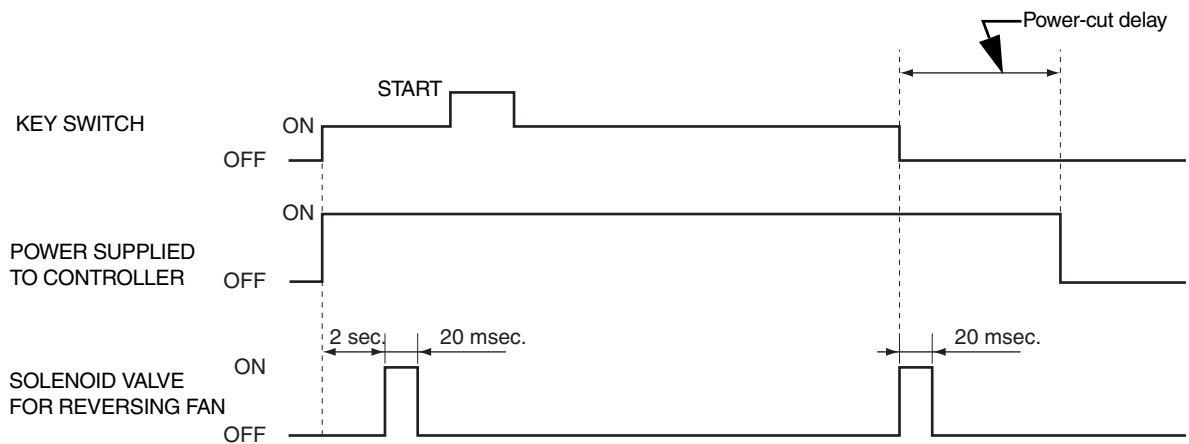 Power-cut delay
START
KEY SWITCH
ON
OFF
ON
POWER SUPPLIED
TO CONTROLLER
OFF
2 sec.
20 msec.
20 msec.
ON
SOLENOID VALVE
FOR REVERSING FAN
OFF